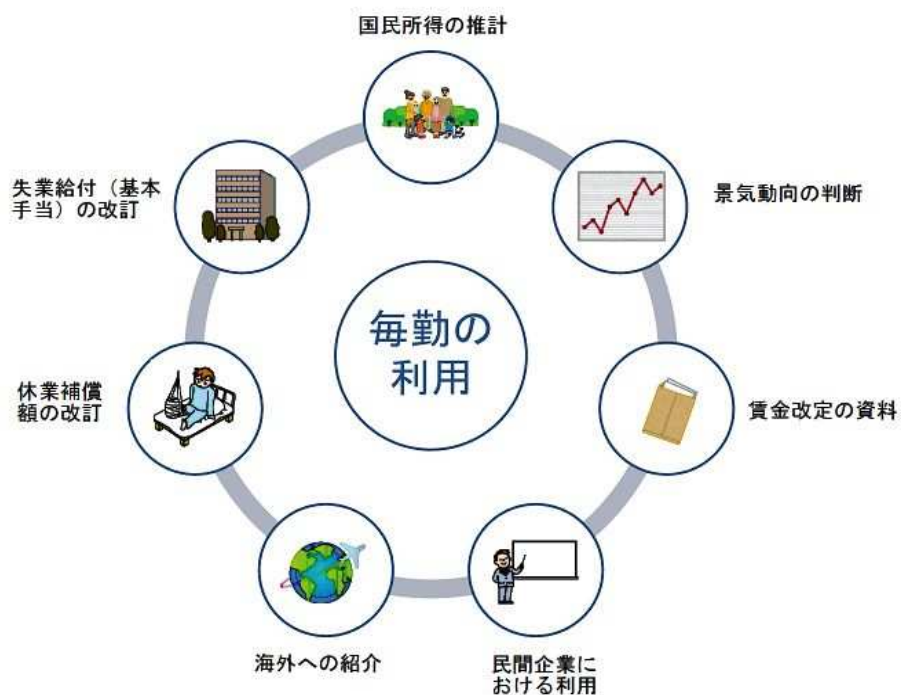 国民所得の推計
景気動向の判断
賃金改定の資料
民間企業に
おける利用
海外への紹介
休業補償
額の改訂
失業給付（基本
手当）の改訂
毎勤の
利用